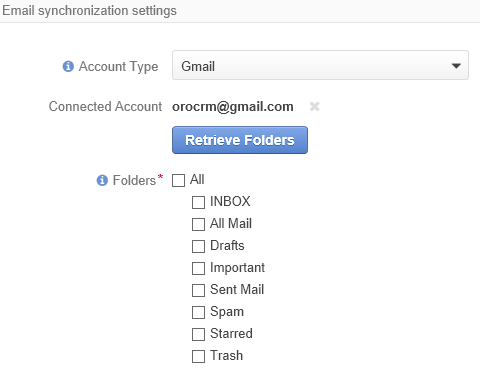 Email synchronization settings
Account Type Gmail
Connected Account orocrm@gmail.com
Retrieve Folders
Folders* All
INBOX
All Mail
Drafts
Important
Sent Mail
Spam
Starred
Trash